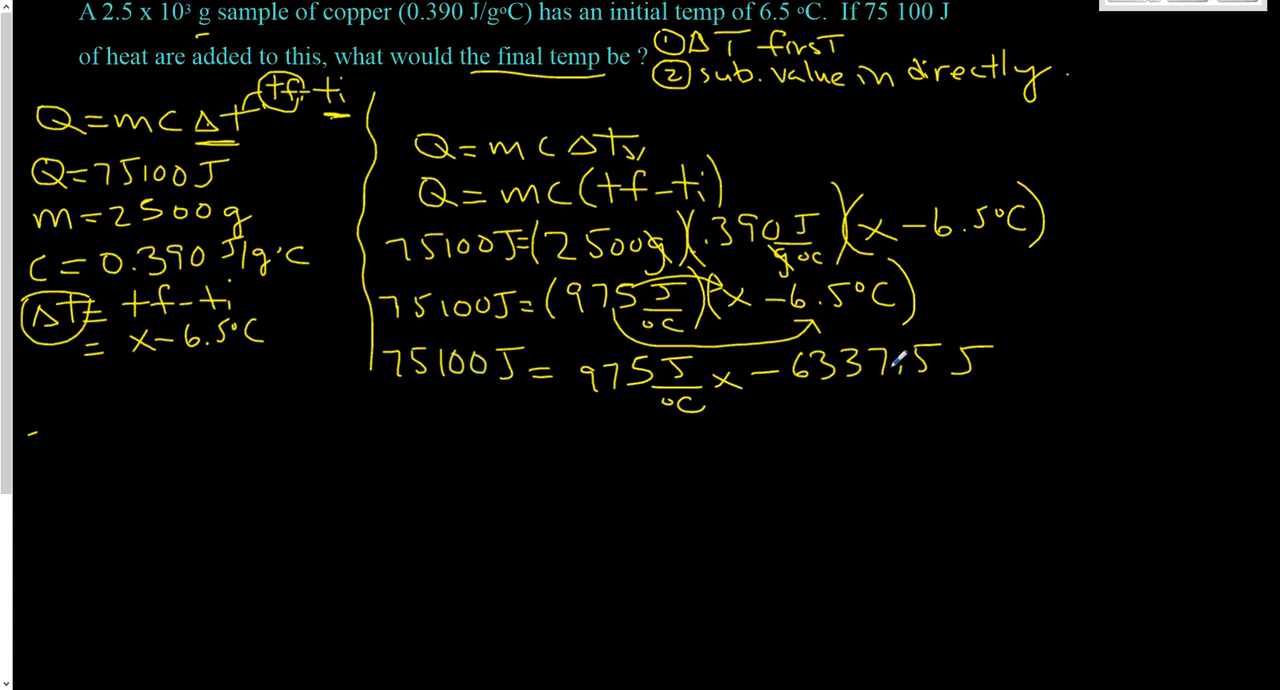 A 2.5 x 10³ g sample of copper (0.390 J/g°C) has an initial temp of 6.5 °C. If 75 100 J
of heat are added to this, what would the final temp be ?
① ΔT first
② sub. value in directly.
tf-ti
Q=mcΔt
Q=75100J
m=2500g
c=0.390 J/g°C
ΔT= tf-ti
= x-6.5°C
Q=mcΔt
Q=mc(tf-ti)
75100J=(2500g)(.390 J/g°C)(x-6.5°C)
75100J=(975 J/°C)(x-6.5°C)
75100J=975 J/°C x-6337.5J